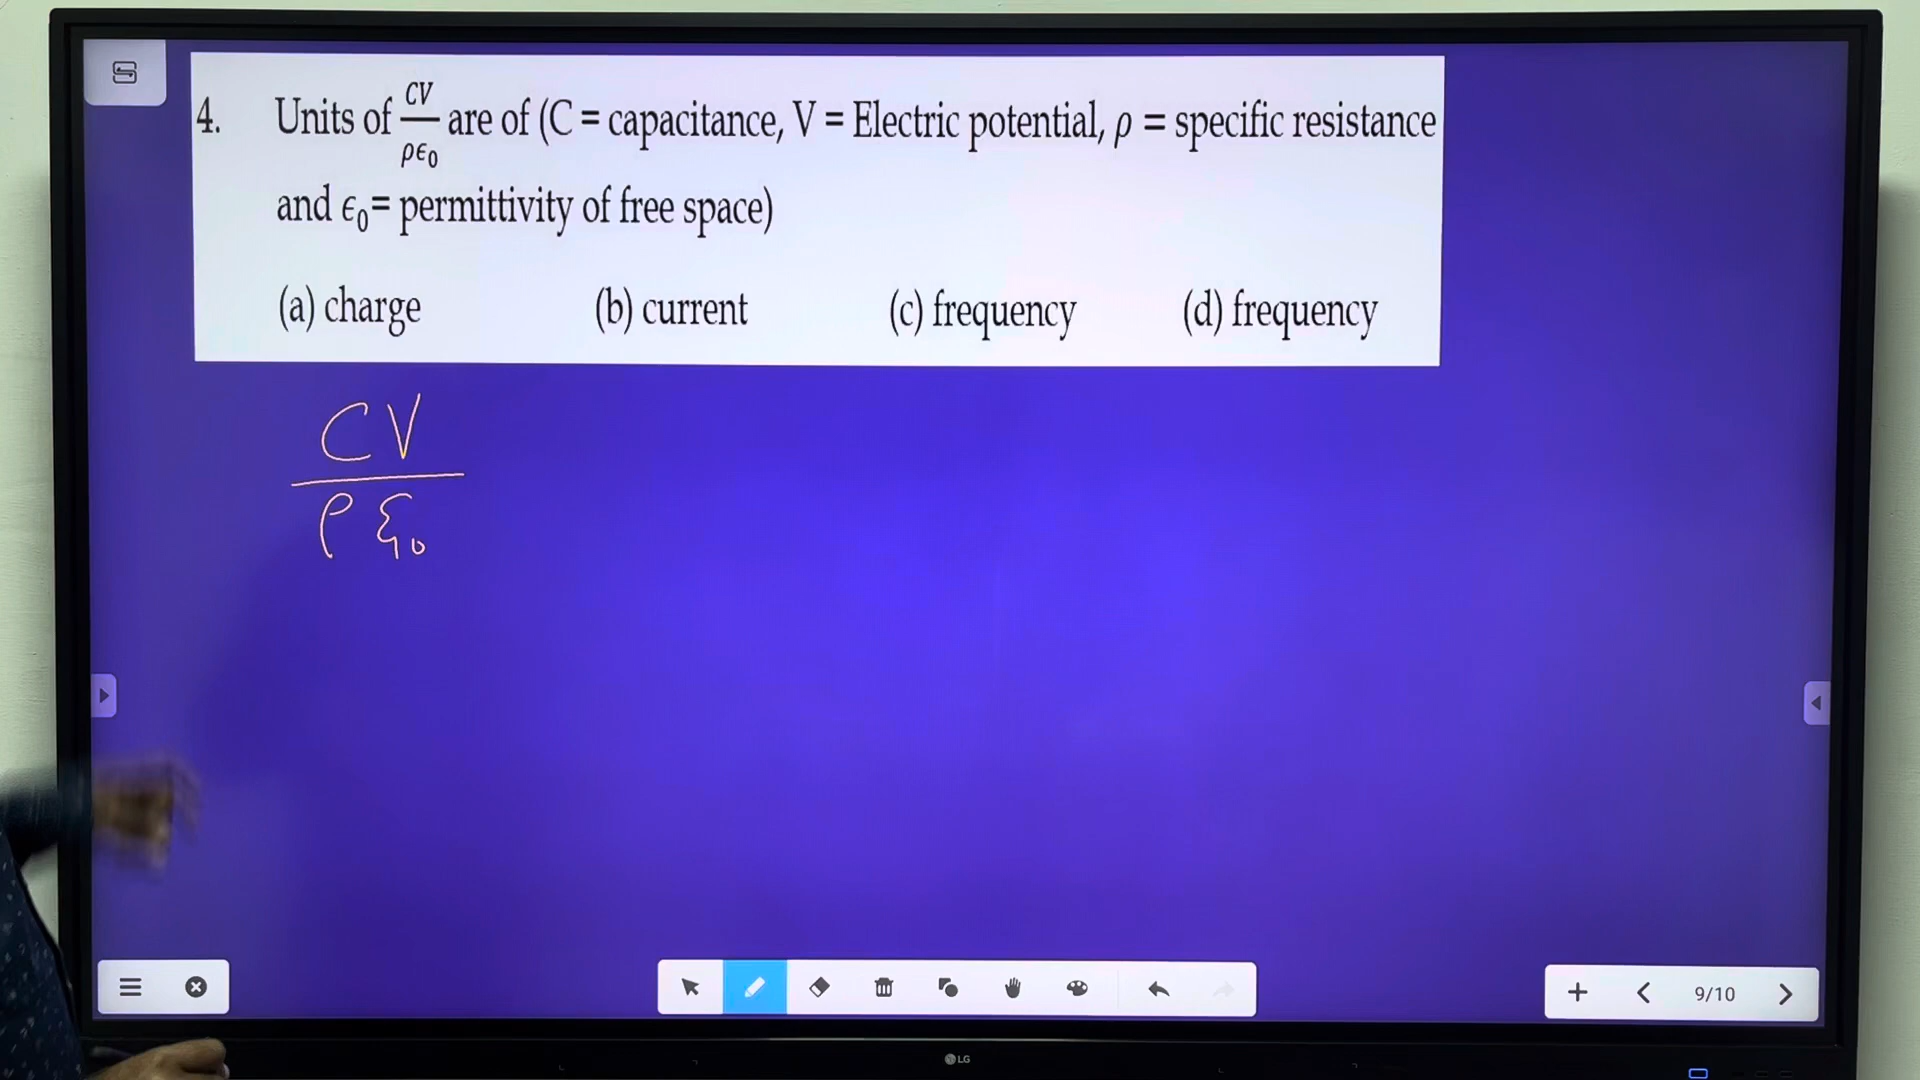 4. Units of CV/ρϵ₀ are of (C = capacitance, V = Electric potential, ρ = specific resistance
and ϵ₀= permittivity of free space)
(a) charge (b) current (c) frequency (d) frequency
CV
ρ ε₀
9/10
LG